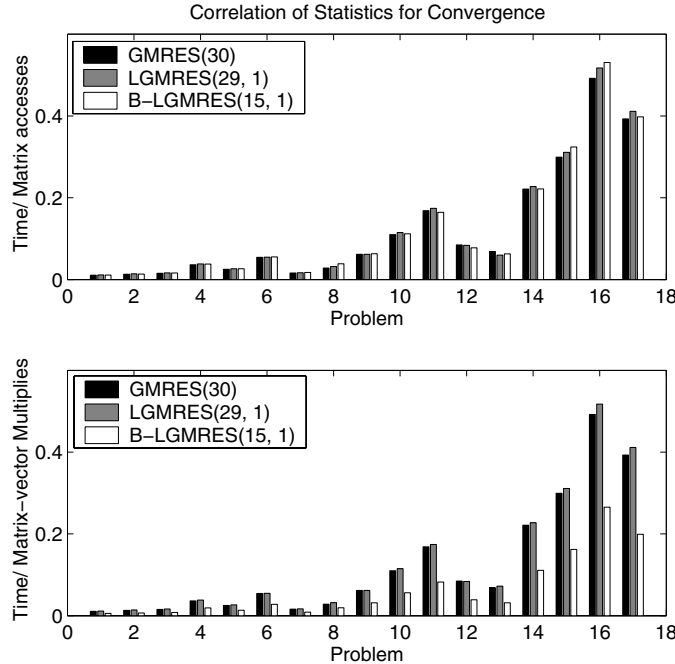 Correlation of Statistics for Convergence
GMRES(30)
LGMRES(29, 1)
B−LGMRES(15, 1)
Time/ Matrix accesses
0.4
0.2
0
0 2 4 6 8 10 12 14 16 18
Problem
GMRES(30)
LGMRES(29, 1)
B−LGMRES(15, 1)
Time/ Matrix−vector Multiplies
0.4
0.2
0
0 2 4 6 8 10 12 14 16 18
Problem